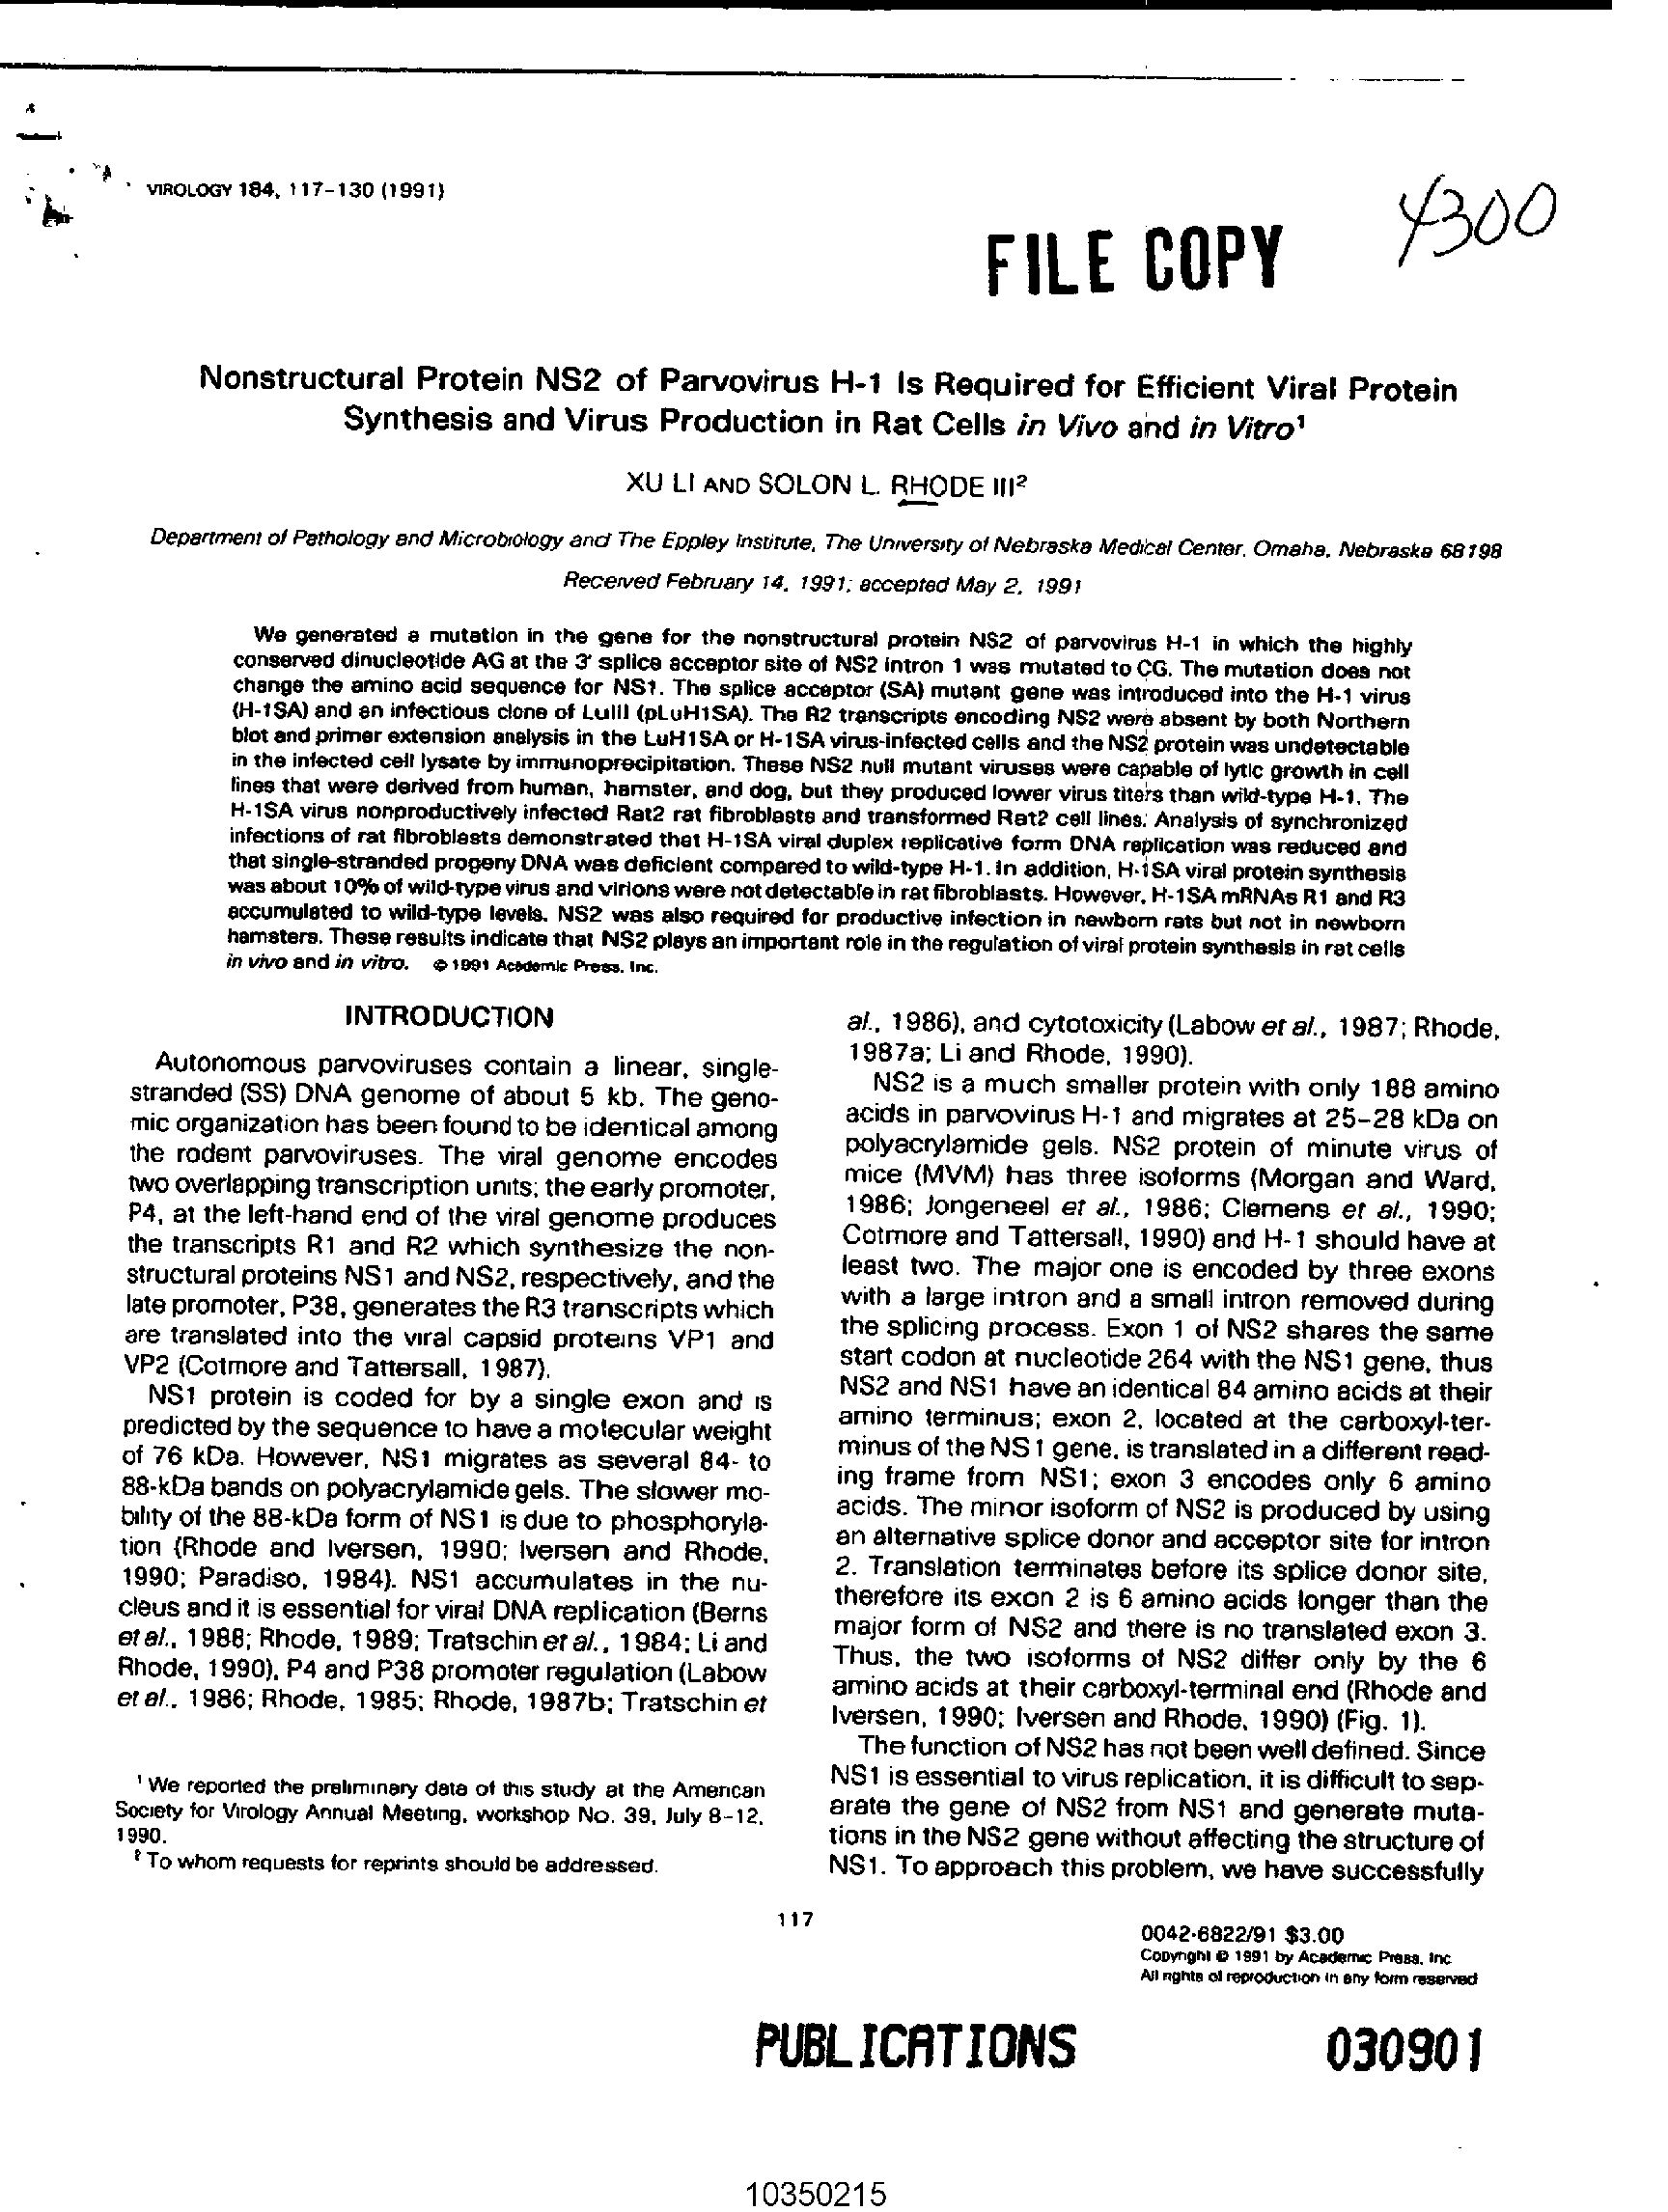 VIROLOGY 184, 117-130 (1991)
4300
FILE COPY
Nonstructural Protein NS2 of Parvovirus H-1 Is Required for Efficient Viral Protein
Synthesis and Virus Production in Rat Cells in Vivo and in Vitro¹
XU LI AND SOLON L. RHODE III²
Department of Pathology and Microbiology and The Eppley Institute, The University of Nebraska Medical Center, Omaha, Nebraska 68198
Received February 14, 1991; accepted May 2, 1991
We generated a mutation in the gene for the nonstructural protein NS2 of parvovirus H-1 in which the highly
conserved dinucleotide AG at the 3' splice acceptor site of NS2 intron 1 was mutated to CG. The mutation does not
change the amino acid sequence for NS1. The splice acceptor (SA) mutant gene was introduced into the H-1 virus
(H-1SA) and an infectious clone of LuIII (pLuH1SA). The R2 transcripts encoding NS2 were absent by both Northern
blot and primer extension analysis in the LuH1SA or H-1SA virus-infected cells and the NS2 protein was undetectable
in the infected cell lysate by immunoprecipitation. These NS2 null mutant viruses were capable of lytic growth in cell
lines that were derived from human, hamster, and dog, but they produced lower virus titers than wild-type H-1. The
H-1SA virus nonproductively infected Rat2 rat fibroblasts and transformed Rat2 cell lines. Analysis of synchronized
infections of rat fibroblasts demonstrated that H-1SA viral duplex replicative form DNA replication was reduced and
that single-stranded progeny DNA was deficient compared to wild-type H-1. In addition, H-1SA viral protein synthesis
was about 10% of wild-type virus and virions were not detectable in rat fibroblasts. However, H-1SA mRNAs R1 and R3
accumulated to wild-type levels. NS2 was also required for productive infection in newborn rats but not in newborn
hamsters. These results indicate that NS2 plays an important role in the regulation of viral protein synthesis in rat cells
in vivo and in vitro. © 1991 Academic Press, Inc.
INTRODUCTION
Autonomous parvoviruses contain a linear, single-
stranded (SS) DNA genome of about 5 kb. The geno-
mic organization has been found to be identical among
the rodent parvoviruses. The viral genome encodes
two overlapping transcription units; the early promoter,
P4, at the left-hand end of the viral genome produces
the transcripts R1 and R2 which synthesize the non-
structural proteins NS1 and NS2, respectively, and the
late promoter, P38, generates the R3 transcripts which
are translated into the viral capsid proteins VP1 and
VP2 (Cotmore and Tattersall, 1987).
NS1 protein is coded for by a single exon and is
predicted by the sequence to have a molecular weight
of 76 kDa. However, NS1 migrates as several 84- to
88-kDa bands on polyacrylamide gels. The slower mo-
bility of the 88-kDa form of NS1 is due to phosphoryla-
tion (Rhode and Iversen, 1990; Iversen and Rhode,
1990; Paradiso, 1984). NS1 accumulates in the nu-
cleus and it is essential for viral DNA replication (Berns
et al., 1988; Rhode, 1989; Tratschin et al., 1984; Li and
Rhode, 1990), P4 and P38 promoter regulation (Labow
et al., 1986; Rhode, 1985; Rhode, 1987b; Tratschin et
¹ We reported the preliminary data of this study at the American
Society for Virology Annual Meeting, workshop No. 39, July 8-12,
1990.
² To whom requests for reprints should be addressed.
al., 1986), and cytotoxicity (Labow et al., 1987; Rhode,
1987a; Li and Rhode, 1990).
NS2 is a much smaller protein with only 188 amino
acids in parvovirus H-1 and migrates at 25-28 kDa on
polyacrylamide gels. NS2 protein of minute virus of
mice (MVM) has three isoforms (Morgan and Ward,
1986; Jongeneel et al., 1986; Clemens et al., 1990;
Cotmore and Tattersall, 1990) and H-1 should have at
least two. The major one is encoded by three exons
with a large intron and a small intron removed during
the splicing process. Exon 1 of NS2 shares the same
start codon at nucleotide 264 with the NS1 gene, thus
NS2 and NS1 have an identical 84 amino acids at their
amino terminus; exon 2, located at the carboxyl-ter-
minus of the NS1 gene, is translated in a different read-
ing frame from NS1; exon 3 encodes only 6 amino
acids. The minor isoform of NS2 is produced by using
an alternative splice donor and acceptor site for intron
2. Translation terminates before its splice donor site,
therefore its exon 2 is 6 amino acids longer than the
major form of NS2 and there is no translated exon 3.
Thus, the two isoforms of NS2 differ only by the 6
amino acids at their carboxyl-terminal end (Rhode and
Iversen, 1990; Iversen and Rhode, 1990) (Fig. 1).
The function of NS2 has not been well defined. Since
NS1 is essential to virus replication, it is difficult to sep-
arate the gene of NS2 from NS1 and generate muta-
tions in the NS2 gene without affecting the structure of
NS1. To approach this problem, we have successfully
117
0042-6822/91 $3.00
Copyright © 1991 by Academic Press, Inc
All rights of reproduction in any form reserved
PUBLICATIONS
030901
10350215